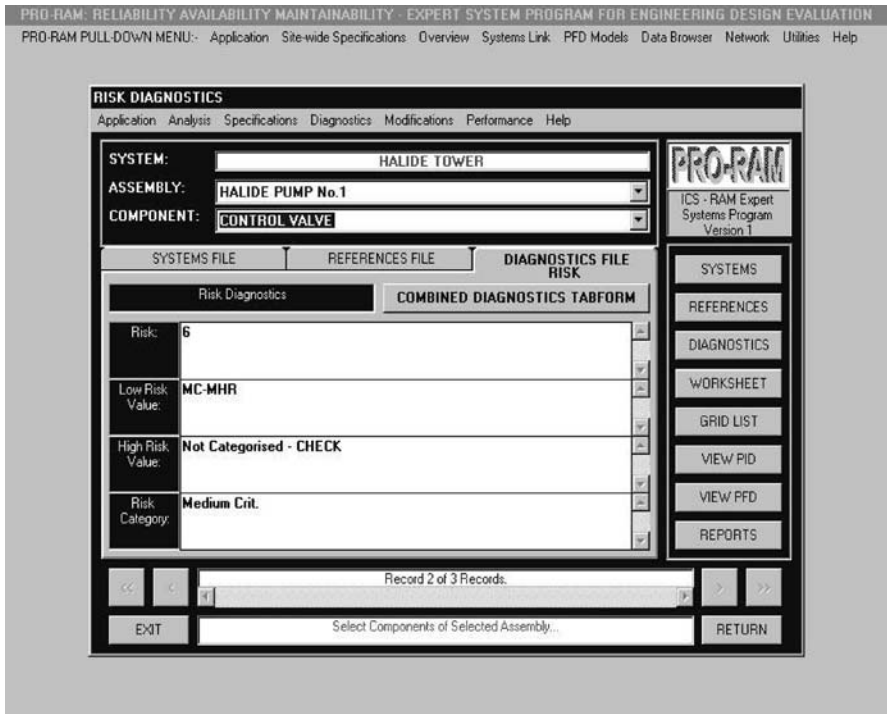 PRO-RAM: RELIABILITY AVAILABILITY MAINTAINABILITY - EXPERT SYSTEM PROGRAM FOR ENGINEERING DESIGN EVALUATION
PRO-RAM PULL-DOWN MENU:- Application Site-wide Specifications Overview Systems Link PFD Models Data Browser Network Utilities Help
RISK DIAGNOSTICS
Application Analysis Specifications Diagnostics Modifications Performance Help
SYSTEM: HALIDE TOWER
ASSEMBLY: HALIDE PUMP No.1
COMPONENT: CONTROL VALVE
PRO-RAM
ICS - RAM Expert
Systems Program
Version 1
SYSTEMS FILE REFERENCES FILE DIAGNOSTICS FILE
RISK
Risk Diagnostics COMBINED DIAGNOSTICS TABFORM
Risk: 6
Low Risk MC-MHR
Value:
High Risk Not Categorised - CHECK
Value:
Risk Medium Crit.
Category:
SYSTEMS
REFERENCES
DIAGNOSTICS
WORKSHEET
GRID LIST
VIEW PID
VIEW PFD
REPORTS
<< < Record 2 of 3 Records. > >>
EXIT Select Components of Selected Assembly... RETURN